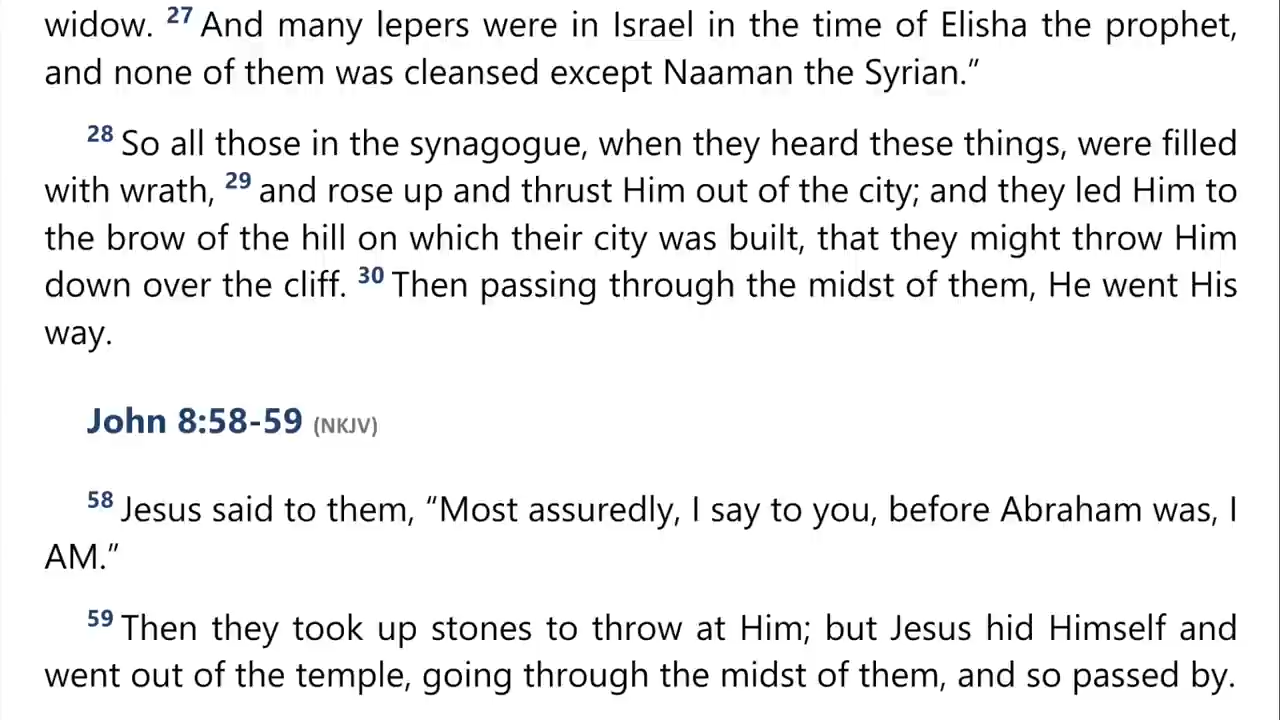 widow. 27 And many lepers were in Israel in the time of Elisha the prophet,
and none of them was cleansed except Naaman the Syrian.”
28 So all those in the synagogue, when they heard these things, were filled
with wrath, 29 and rose up and thrust Him out of the city; and they led Him to
the brow of the hill on which their city was built, that they might throw Him
down over the cliff. 30 Then passing through the midst of them, He went His
way.
John 8:58-59 (NKJV)
58 Jesus said to them, “Most assuredly, I say to you, before Abraham was, I
AM.”
59 Then they took up stones to throw at Him; but Jesus hid Himself and
went out of the temple, going through the midst of them, and so passed by.